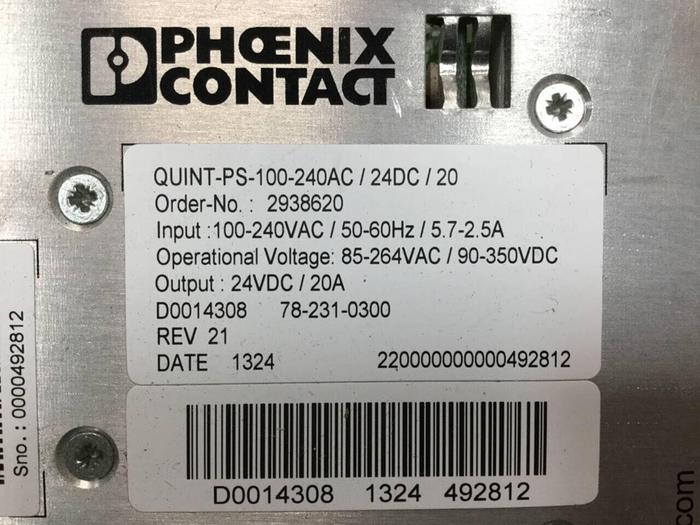 PHŒNIX
CONTACT
QUINT-PS-100-240AC / 24DC / 20
Order-No. : 2938620
Input :100-240VAC / 50-60Hz / 5.7-2.5A
Operational Voltage: 85-264VAC / 90-350VDC
Output : 24VDC / 20A
D0014308 78-231-0300
REV 21
DATE 1324 220000000000492812
D0014308 1324 492812
Sno.: 0000492812
com